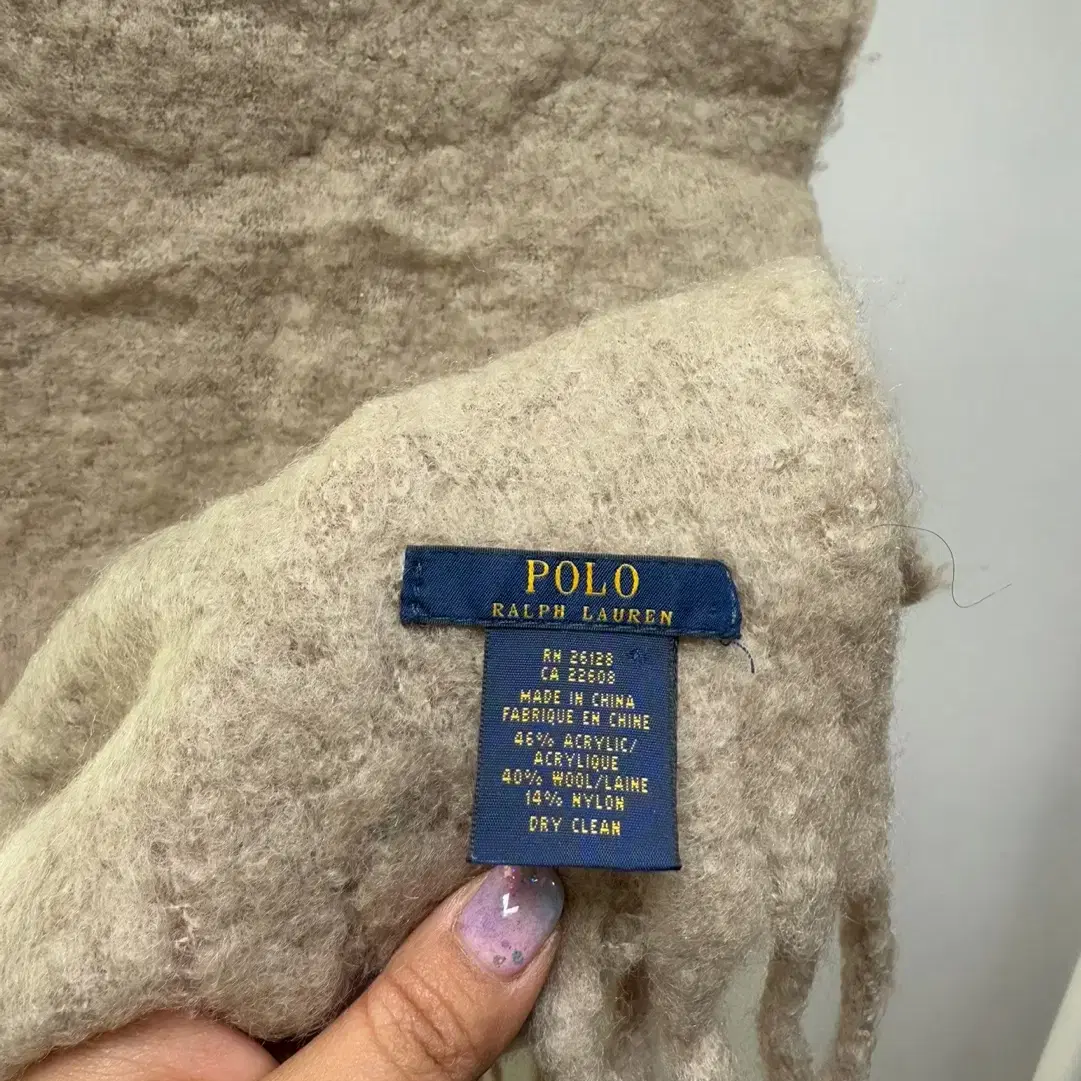 POLO
RALPH LAUREN
RN 26128
CA 22608
MADE IN CHINA
FABRIQUE EN CHINE
46% ACRYLIC/
ACRYLIQUE
40% WOOL/LAINE
14% NYLON
DRY CLEAN